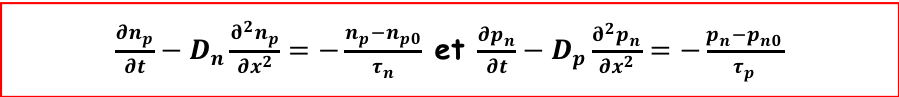 ∂n_p/∂t − D_n ∂²n_p/∂x² = − (n_p−n_p0)/τ_n et ∂p_n/∂t − D_p ∂²p_n/∂x² = − (p_n−p_n0)/τ_p